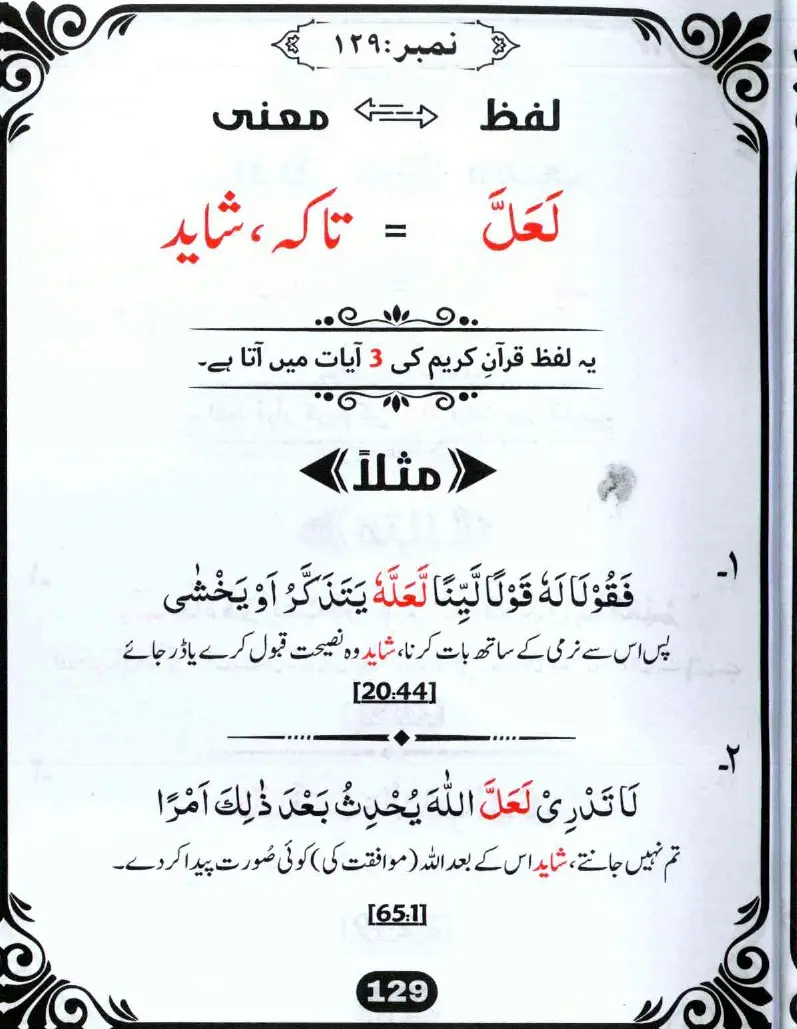 نمبر:۱۲۹
لفظ ⇐⇒ معنی
لَعَلَّ = تاکہ، شاید
یہ لفظ قرآنِ کریم کی 3 آیات میں آتا ہے۔
مثلاً
۱۔
فَقُوْلَا لَهٗ قَوْلًا لَّیِّنًا لَّعَلَّهٗ یَتَذَكَّرُ اَوْ یَخْشٰى
پس اس سے نرمی کے ساتھ بات کرنا، شاید وہ نصیحت قبول کرے یا ڈر جائے
[20:44]
۲۔
لَا تَدْرِیْ لَعَلَّ اللّٰهَ یُحْدِثُ بَعْدَ ذٰلِكَ اَمْرًا
تم نہیں جانتے، شاید اس کے بعد اللہ (موافقت کی) کوئی صُورت پیدا کر دے۔
[65:1]
129